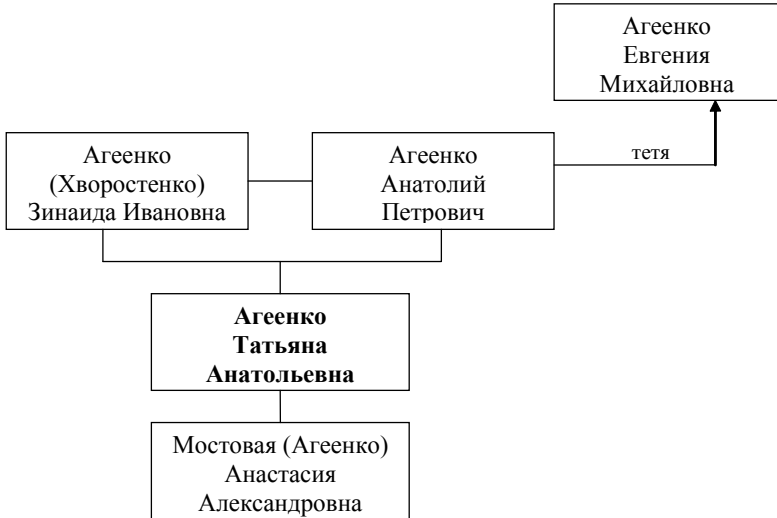 Агеенко
Евгения
Михайловна
Агеенко
(Хворостенко)
Зинаида Ивановна
Агеенко
Анатолий
Петрович
тетя
Агеенко
Татьяна
Анатольевна
Мостовая (Агеенко)
Анастасия
Александровна